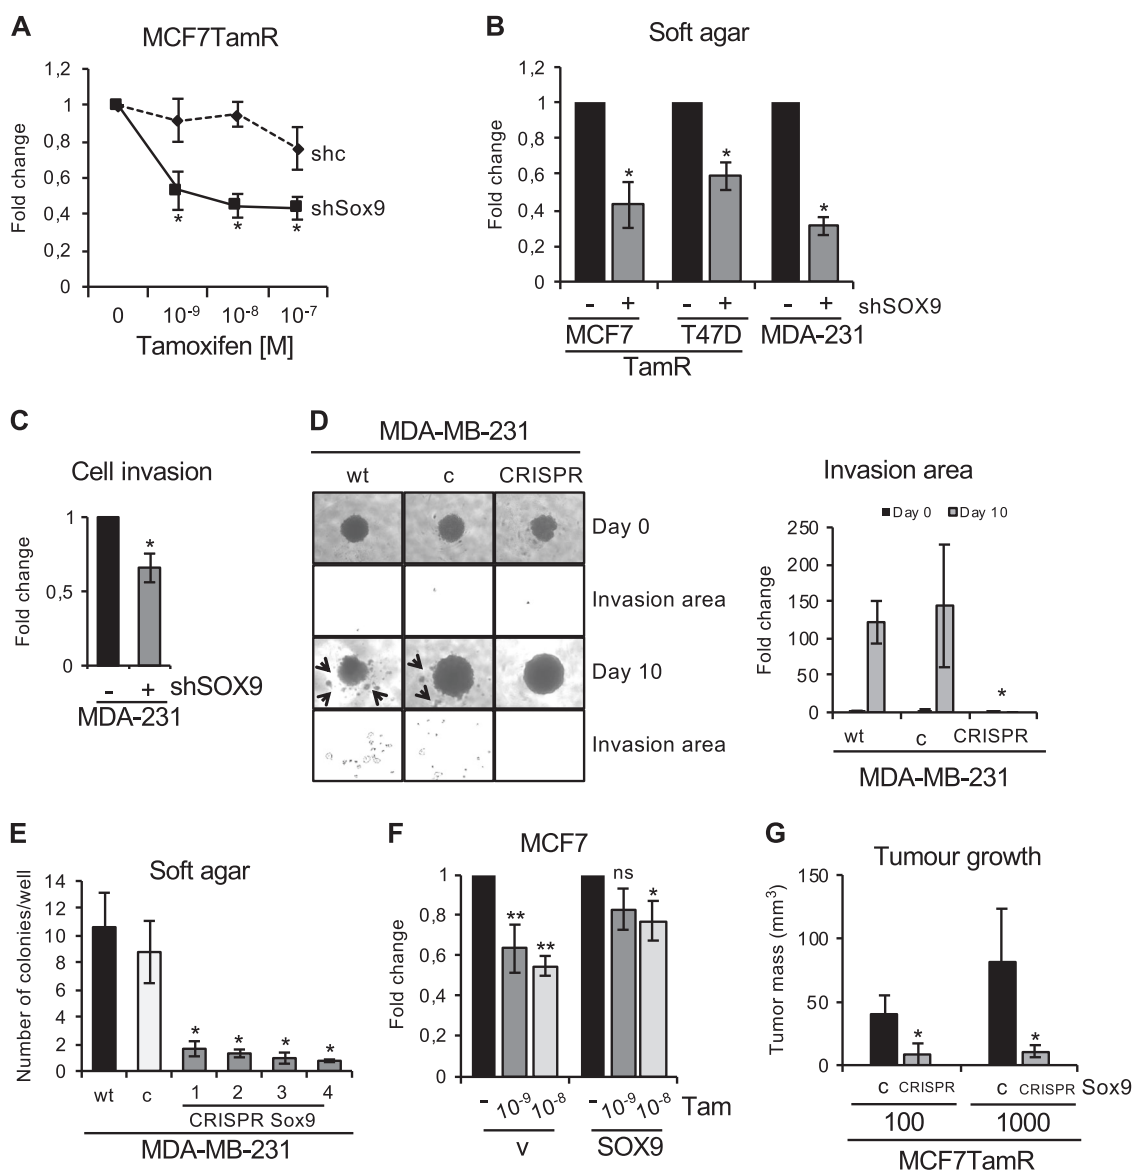 A
MCF7TamR
Fold change
1,2
1
0,8
0,6
0,4
0,2
0
shc
shSox9
* * *
0 10-9 10-8 10-7
Tamoxifen [M]
B
Soft agar
Fold change
1,2
1
0,8
0,6
0,4
0,2
0
* * *
- + - + - + shSOX9
MCF7 T47D MDA-231
TamR
C
Cell invasion
Fold change
1
0,5
0
*
- + shSOX9
MDA-231
D
MDA-MB-231
wt c CRISPR
Day 0
Invasion area
Day 10
Invasion area
Invasion area
Day 0 Day 10
Fold change
250
200
150
100
50
0
*
wt c CRISPR
MDA-MB-231
E
Soft agar
Number of colonies/well
14
12
10
8
6
4
2
0
* * * *
wt c 1 2 3 4
CRISPR Sox9
MDA-MB-231
F
MCF7
Fold change
1
0,8
0,6
0,4
0,2
0
** ** ns *
- 10-9 10-8 - 10-9 10-8 Tam
v SOX9
G
Tumour growth
Tumor mass (mm3)
150
100
50
0
* *
c CRISPR c CRISPR Sox9
100 1000
MCF7TamR